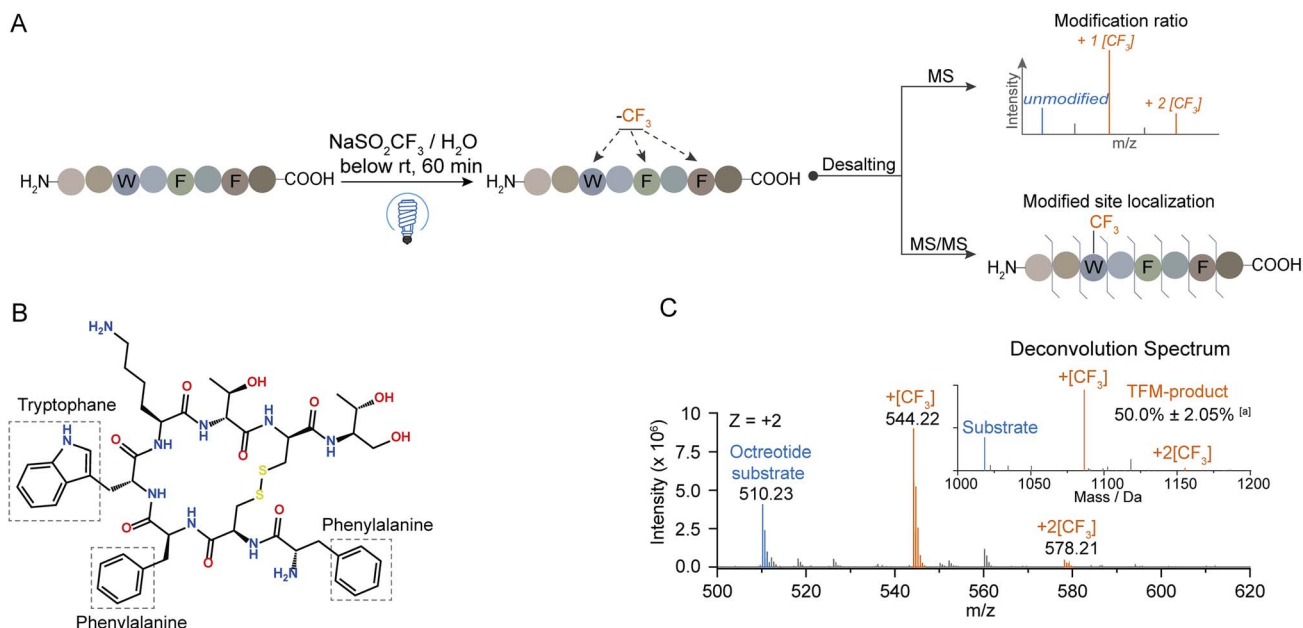 A
NaSO2CF3 / H2O
below rt, 60 min
H2N
W
F
F
COOH
-CF3
H2N
W
F
F
COOH
Desalting
MS
MS/MS
Modification ratio
+ 1 [CF3]
unmodified
+ 2 [CF3]
Intensity
m/z
Modified site localization
CF3
H2N
W
F
F
COOH
B
H2N
Tryptophane
H
N
O
NH
O
OH
N
H
O
H
N
O
OH
N
H
OH
O
NH
O
H
N
O
S
S
N
H
O
H2N
Phenylalanine
Phenylalanine
C
Deconvolution Spectrum
+[CF3]
TFM-product
50.0% ± 2.05% [a]
Substrate
+2[CF3]
1000
1050
1100
1150
1200
Mass / Da
Z = +2
Octreotide
substrate
510.23
+[CF3]
544.22
+2[CF3]
578.21
Intensity (x 10⁶)
10
7.5
5.0
2.5
0.0
500
520
540
560
580
600
620
m/z